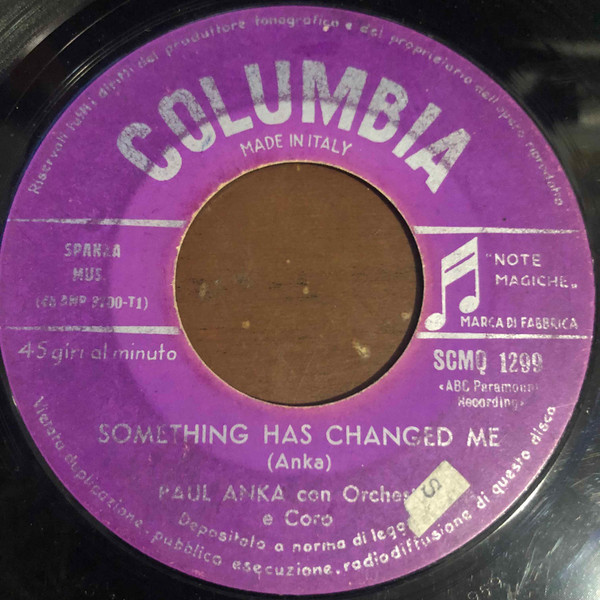 Riservati tutti i diritti del produttore fonografico e del proprietario dell'opera riprodotta
COLUMBIA
MADE IN ITALY
MUS.
45 giri al minuto
"NOTE
MAGICHE"
MARCA DI FABBRICA
SCMQ 1299
«ABC Paramount
Recording»
SOMETHING HAS CHANGED ME
(Anka)
PAUL ANKA con
e Coro
Depositato a norma di legge
Vietata duplicazione, pubblica esecuzione, radiodiffusione di questo disco
S